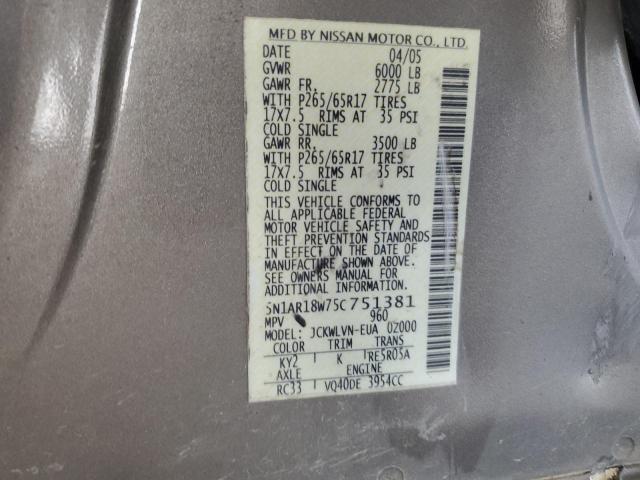 MFD BY NISSAN MOTOR CO., LTD.
DATE 04/05
GVWR 6000 LB
GAWR FR. 2775 LB
WITH P265/65R17 TIRES
17X7.5 RIMS AT 35 PSI
COLD SINGLE
GAWR RR. 3500 LB
WITH P265/65R17 TIRES
17X7.5 RIMS AT 35 PSI
COLD SINGLE
THIS VEHICLE CONFORMS TO
ALL APPLICABLE FEDERAL
MOTOR VEHICLE SAFETY AND
THEFT PREVENTION STANDARDS
IN EFFECT ON THE DATE OF
MANUFACTURE SHOWN ABOVE.
SEE OWNERS MANUAL FOR
ADDITIONAL INFORMATION
5N1AR18W75C751381
MPV 960
MODEL: JCKWLVN-EUA 0Z000
COLOR TRIM TRANS
KY2 K RE5R05A
AXLE ENGINE
RC33 VQ40DE 3954CC